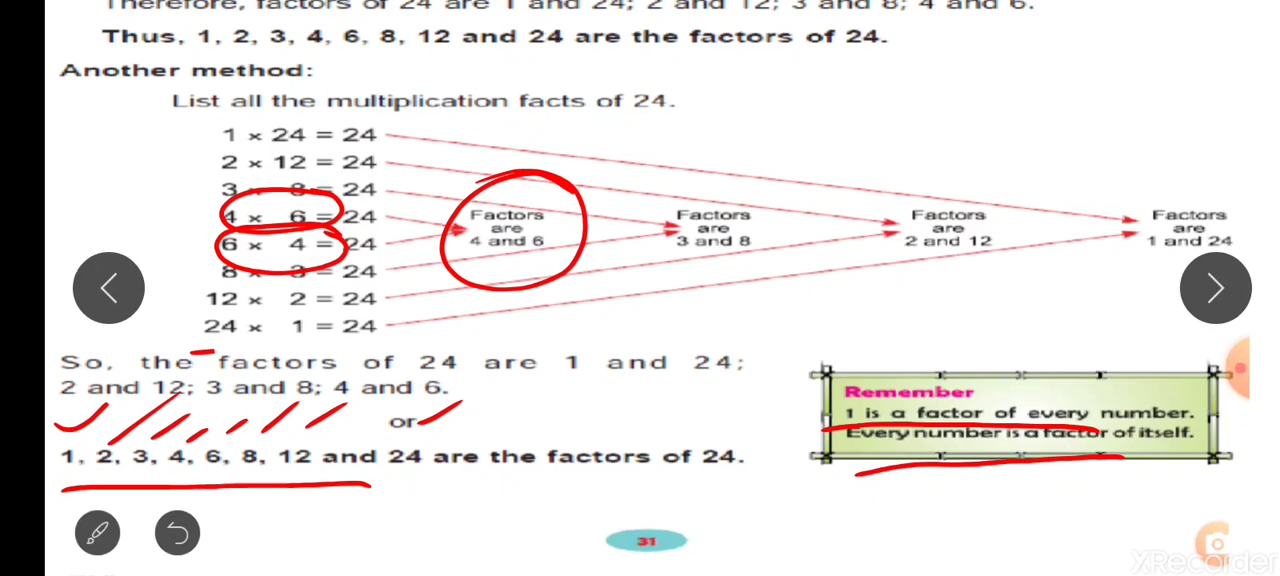 Therefore, factors of 24 are 1 and 24; 2 and 12; 3 and 8; 4 and 6.
Thus, 1, 2, 3, 4, 6, 8, 12 and 24 are the factors of 24.
Another method:
List all the multiplication facts of 24.
1 × 24 = 24
2 × 12 = 24
3 × 8 = 24
4 × 6 = 24
6 × 4 = 24
8 × 3 = 24
12 × 2 = 24
24 × 1 = 24
Factors
are
4 and 6
Factors
are
3 and 8
Factors
are
2 and 12
Factors
are
1 and 24
So, the factors of 24 are 1 and 24;
2 and 12; 3 and 8; 4 and 6.
or
1, 2, 3, 4, 6, 8, 12 and 24 are the factors of 24.
Remember
1 is a factor of every number.
Every number is a factor of itself.
31
XRecorder